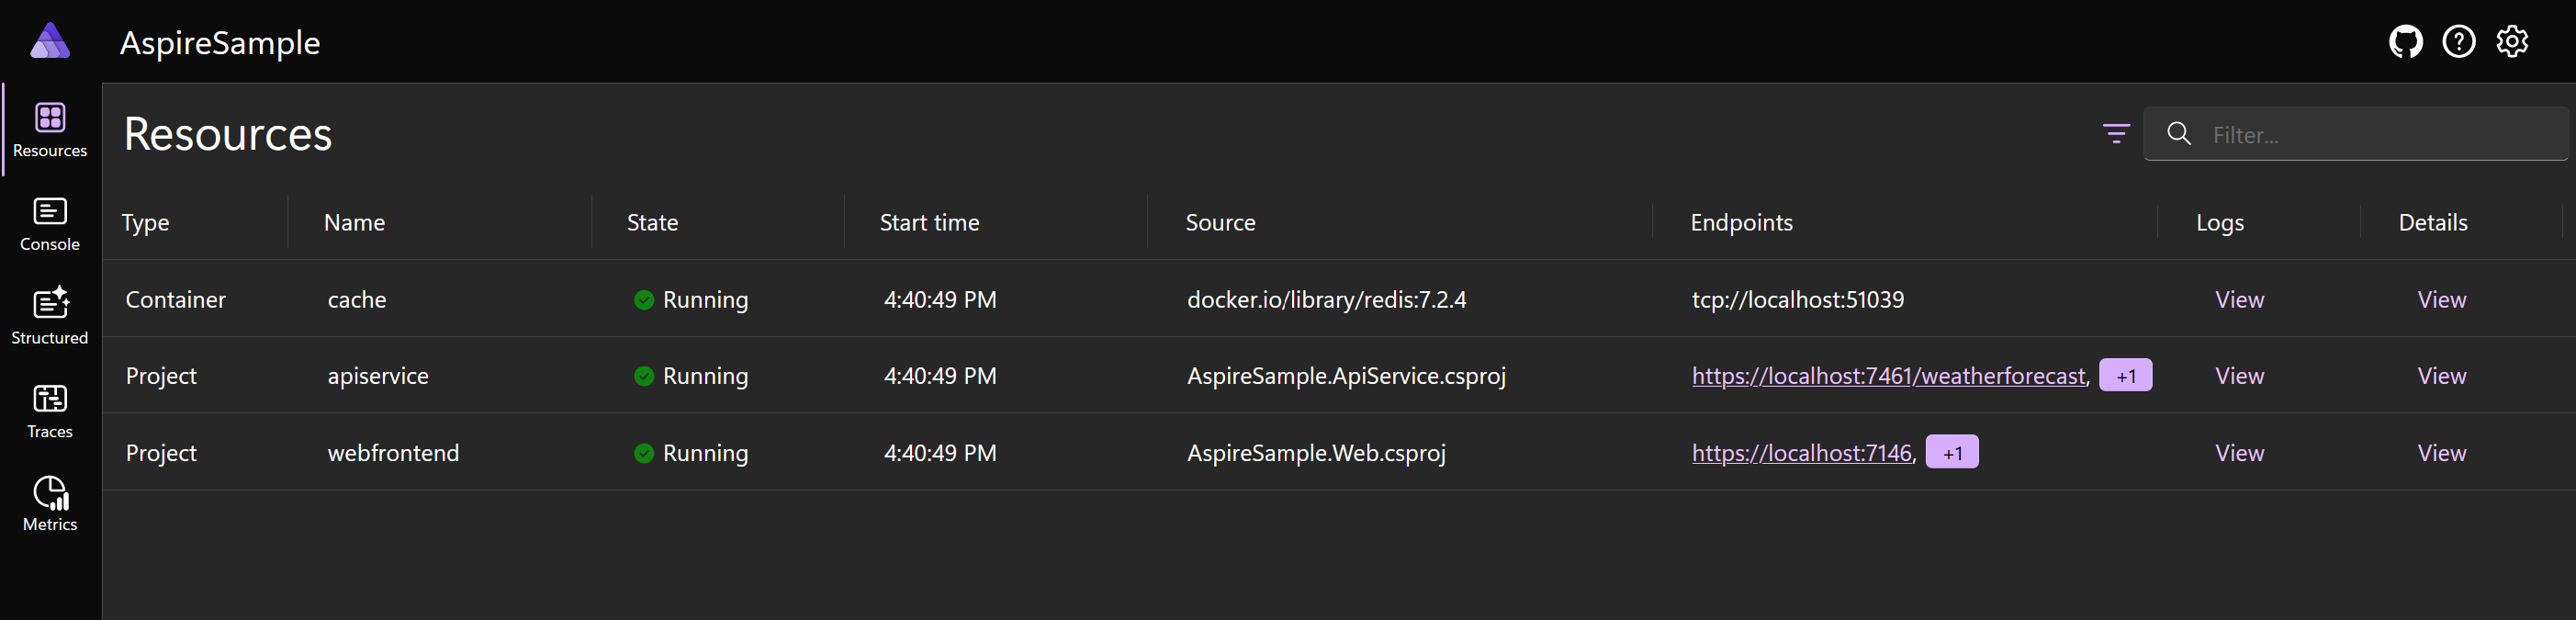 AspireSample
Resources
Console
Structured
Traces
Metrics
Resources
Filter...
Type Name State Start time Source Endpoints Logs Details
Container cache Running 4:40:49 PM docker.io/library/redis:7.2.4 tcp://localhost:51039 View View
Project apiservice Running 4:40:49 PM AspireSample.ApiService.csproj https://localhost:7461/weatherforecast, +1 View View
Project webfrontend Running 4:40:49 PM AspireSample.Web.csproj https://localhost:7146, +1 View View